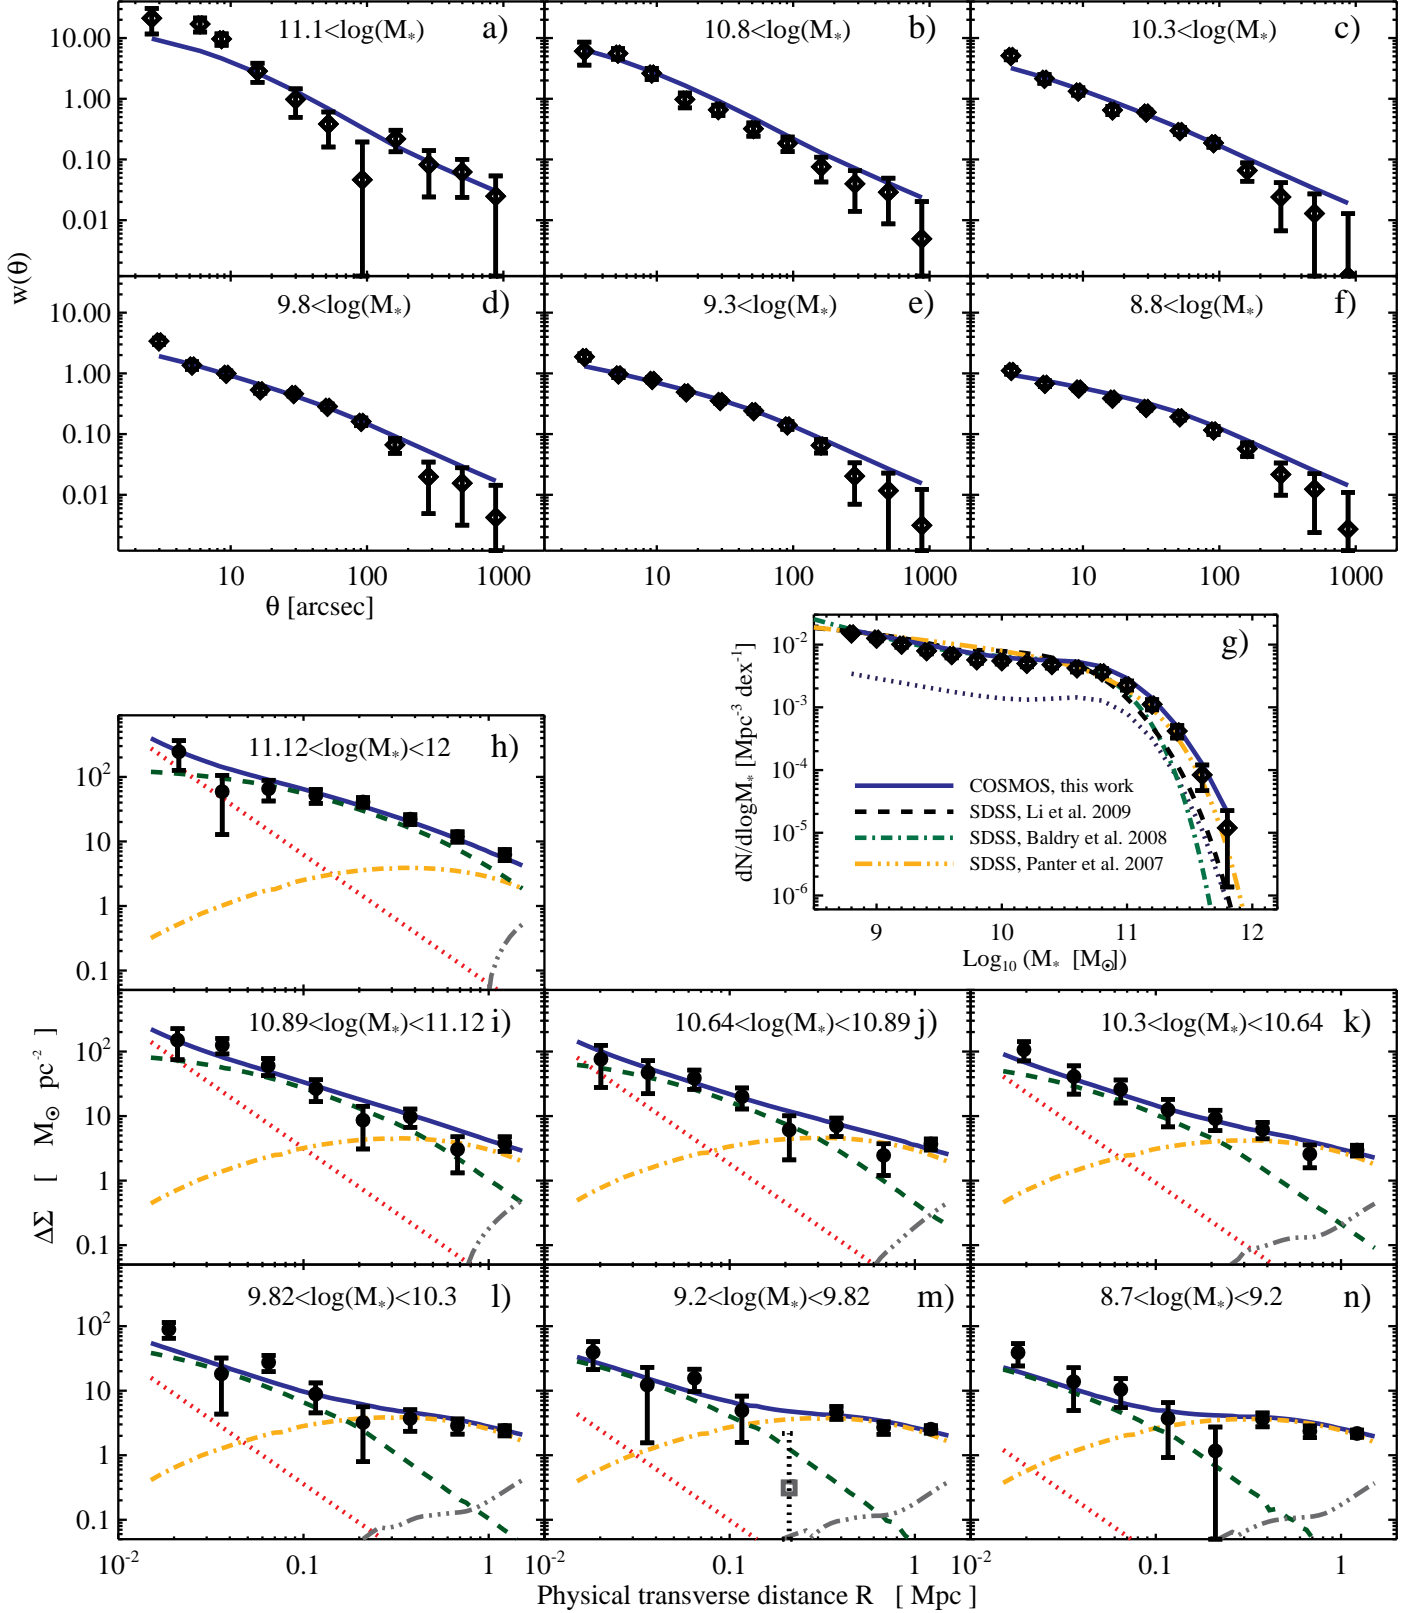 11.1<log(M*) a)
10.8<log(M*) b)
10.3<log(M*) c)
10.00
1.00
0.10
0.01
w(θ)
9.8<log(M*) d)
9.3<log(M*) e)
8.8<log(M*) f)
10.00
1.00
0.10
0.01
10 100 1000
10 100 1000
10 100 1000
θ [arcsec]
g)
dN/dlogM* [Mpc⁻³ dex⁻¹]
10⁻²
10⁻³
10⁻⁴
10⁻⁵
10⁻⁶
COSMOS, this work
SDSS, Li et al. 2009
SDSS, Baldry et al. 2008
SDSS, Panter et al. 2007
9 10 11 12
Log₁₀ (M* [M⊙])
11.12<log(M*)<12 h)
10²
10
1
0.1
10.89<log(M*)<11.12 i)
10.64<log(M*)<10.89 j)
10.3<log(M*)<10.64 k)
10²
10
1
0.1
ΔΣ [ M⊙ pc⁻² ]
9.82<log(M*)<10.3 l)
9.2<log(M*)<9.82 m)
8.7<log(M*)<9.2 n)
10²
10
1
0.1
10⁻² 0.1 1
10⁻² 0.1 1
10⁻² 0.1 1
Physical transverse distance R [ Mpc ]